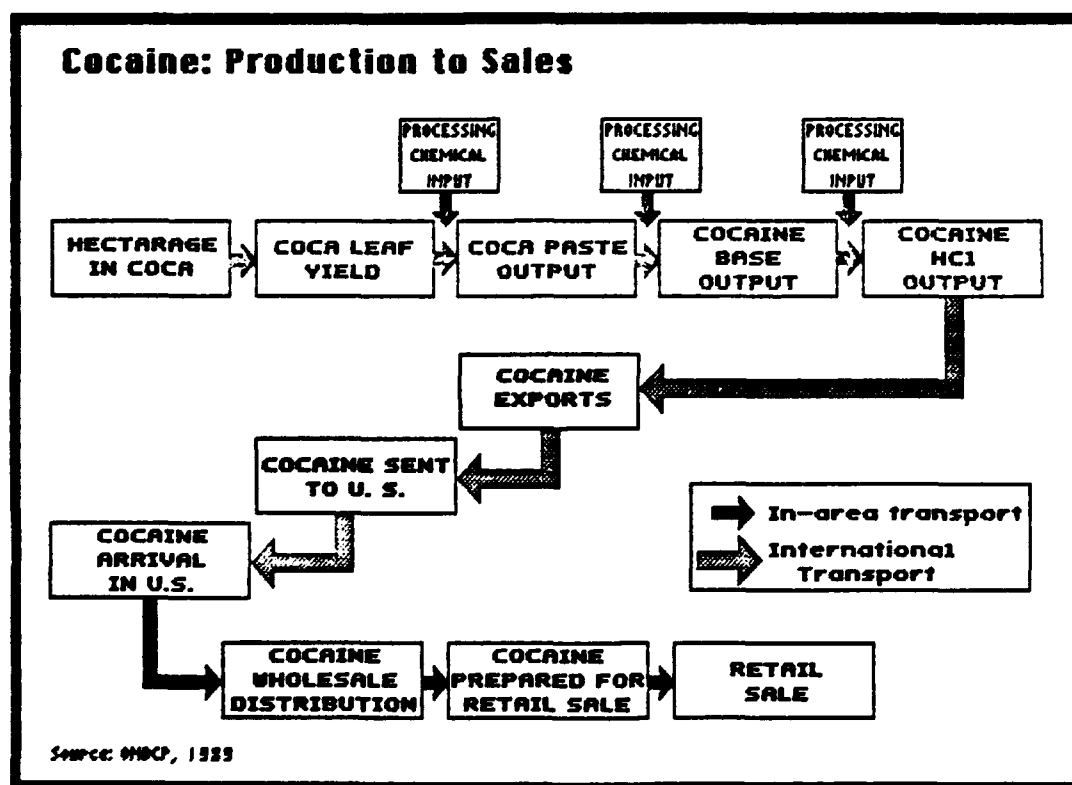 Cocaine: Production to Sales
PROCESSING
CHEMICAL
INPUT
PROCESSING
CHEMICAL
INPUT
PROCESSING
CHEMICAL
INPUT
HECTARAGE
IN COCA
COCA LEAF
YIELD
COCA PASTE
OUTPUT
COCAINE
BASE
OUTPUT
COCAINE
HCl
OUTPUT
COCAINE
EXPORTS
COCAINE SENT
TO U. S.
COCAINE
ARRIVAL
IN U.S.
In-area transport
International
Transport
COCAINE
WHOLESALE
DISTRIBUTION
COCAINE
PREPARED FOR
RETAIL SALE
RETAIL
SALE
Source: ONDCP, 1989